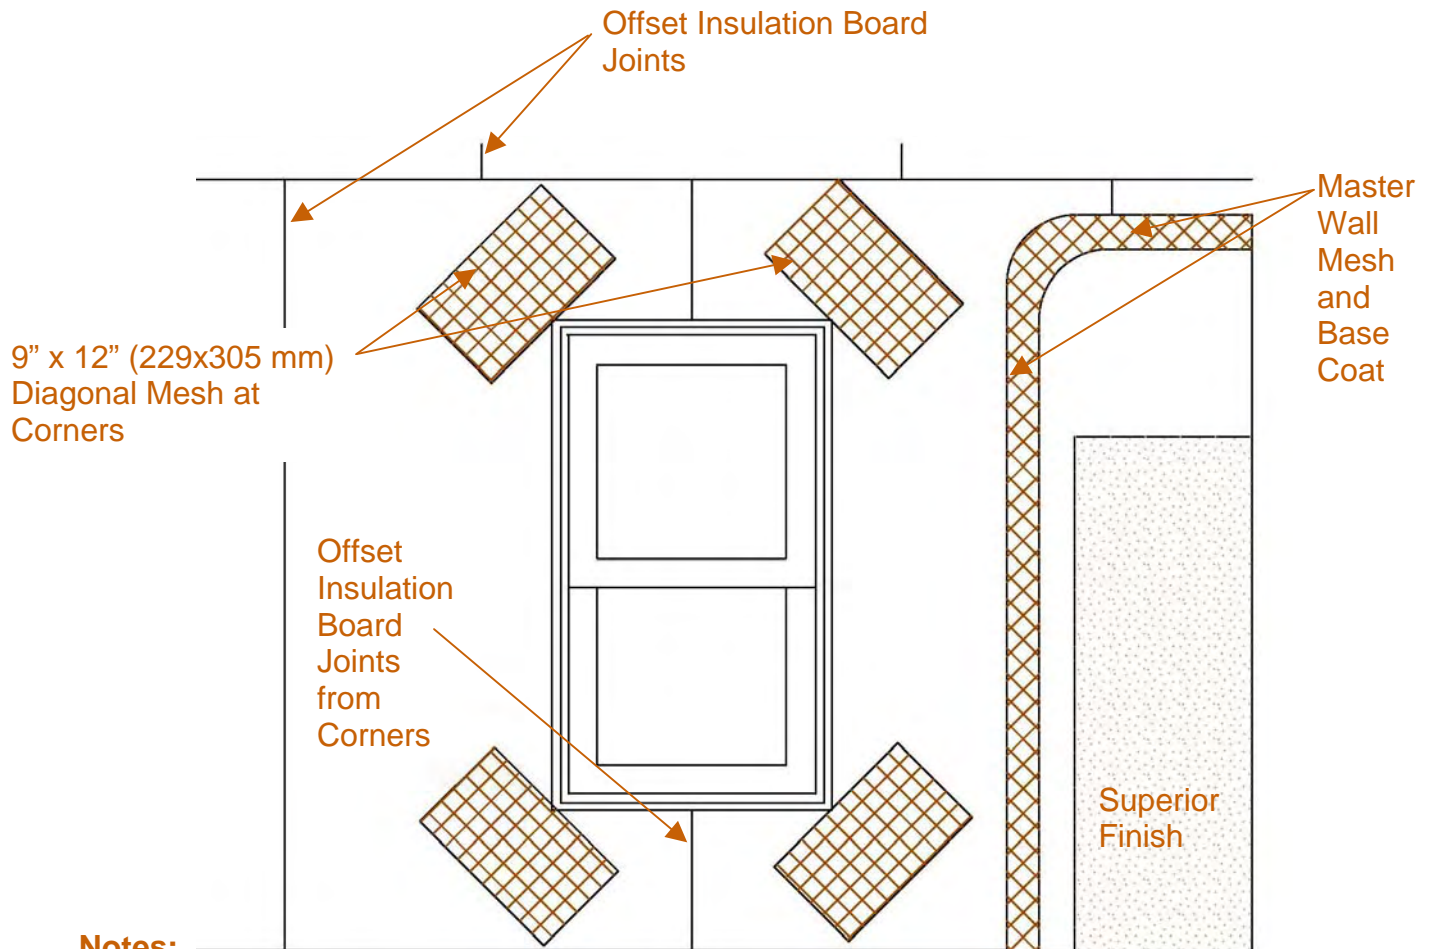 Offset Insulation Board
Joints
Master
Wall
Mesh
and
Base
Coat
9” x 12” (229x305 mm)
Diagonal Mesh at
Corners
Offset
Insulation
Board
Joints
from
Corners
Superior
Finish
Notes: